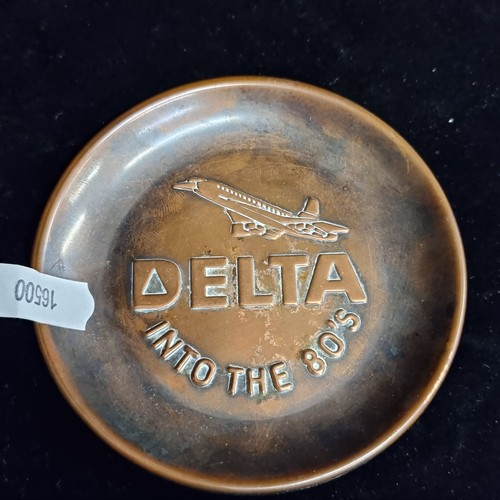 DELTA
INTO THE 80'S
16500